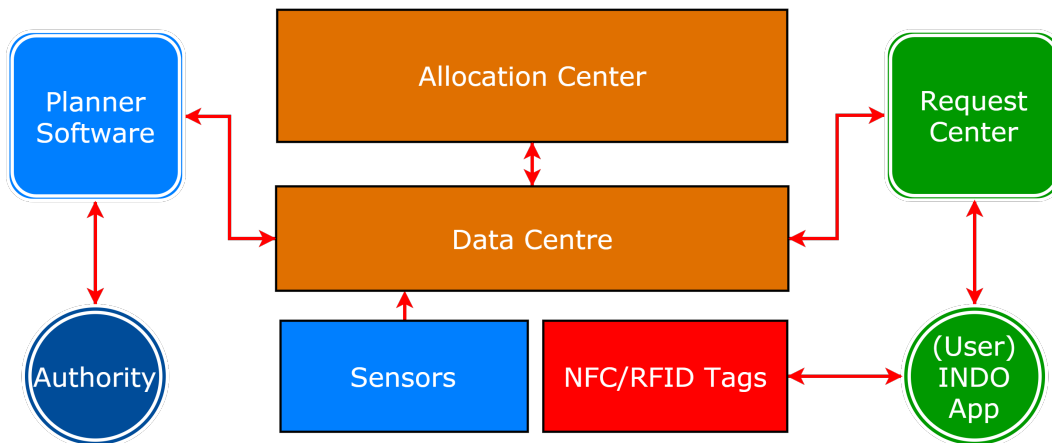 Allocation Center
Planner
Software
Request
Center
Data Centre
Authority
Sensors
NFC/RFID Tags
(User)
INDO
App